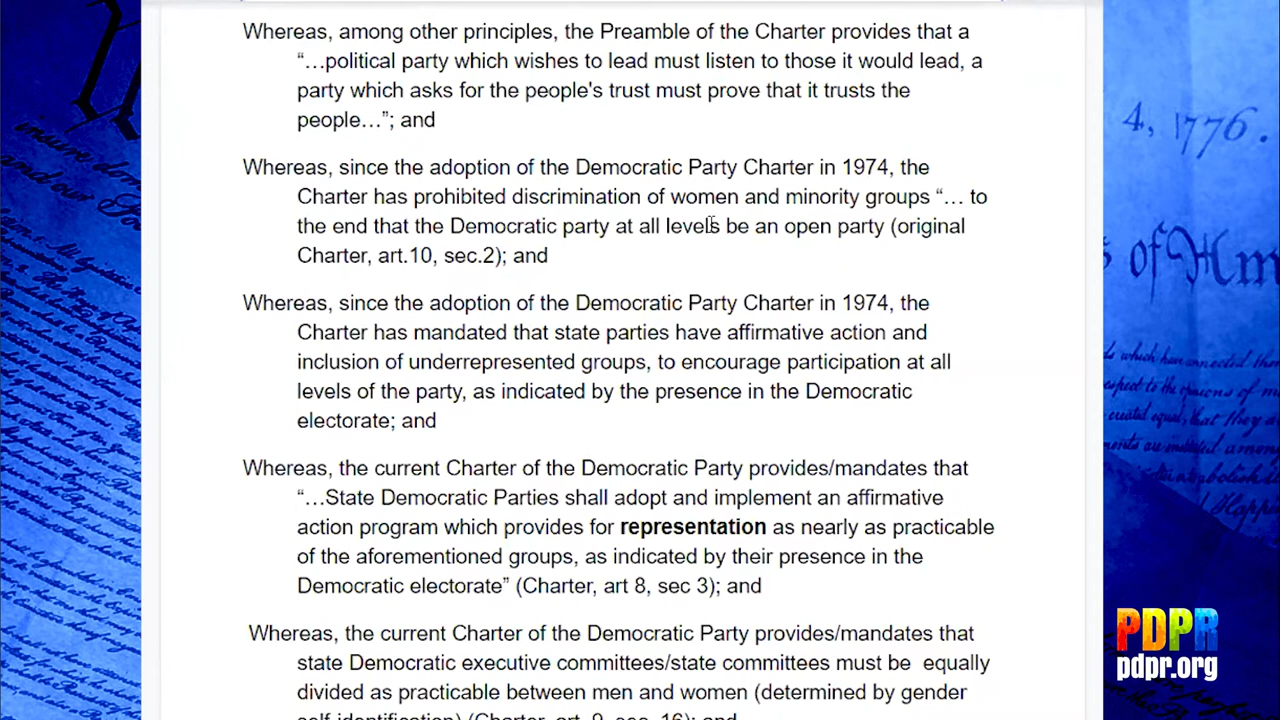 Whereas, among other principles, the Preamble of the Charter provides that a
“…political party which wishes to lead must listen to those it would lead, a
party which asks for the people's trust must prove that it trusts the
people…”; and
Whereas, since the adoption of the Democratic Party Charter in 1974, the
Charter has prohibited discrimination of women and minority groups “… to
the end that the Democratic party at all levels be an open party (original
Charter, art.10, sec.2); and
Whereas, since the adoption of the Democratic Party Charter in 1974, the
Charter has mandated that state parties have affirmative action and
inclusion of underrepresented groups, to encourage participation at all
levels of the party, as indicated by the presence in the Democratic
electorate; and
Whereas, the current Charter of the Democratic Party provides/mandates that
“…State Democratic Parties shall adopt and implement an affirmative
action program which provides for representation as nearly as practicable
of the aforementioned groups, as indicated by their presence in the
Democratic electorate” (Charter, art 8, sec 3); and
Whereas, the current Charter of the Democratic Party provides/mandates that
state Democratic executive committees/state committees must be  equally
divided as practicable between men and women (determined by gender
self-identification) (Charter, art. 9, sec. 16); and
4, 1776.
PDPR
pdpr.org